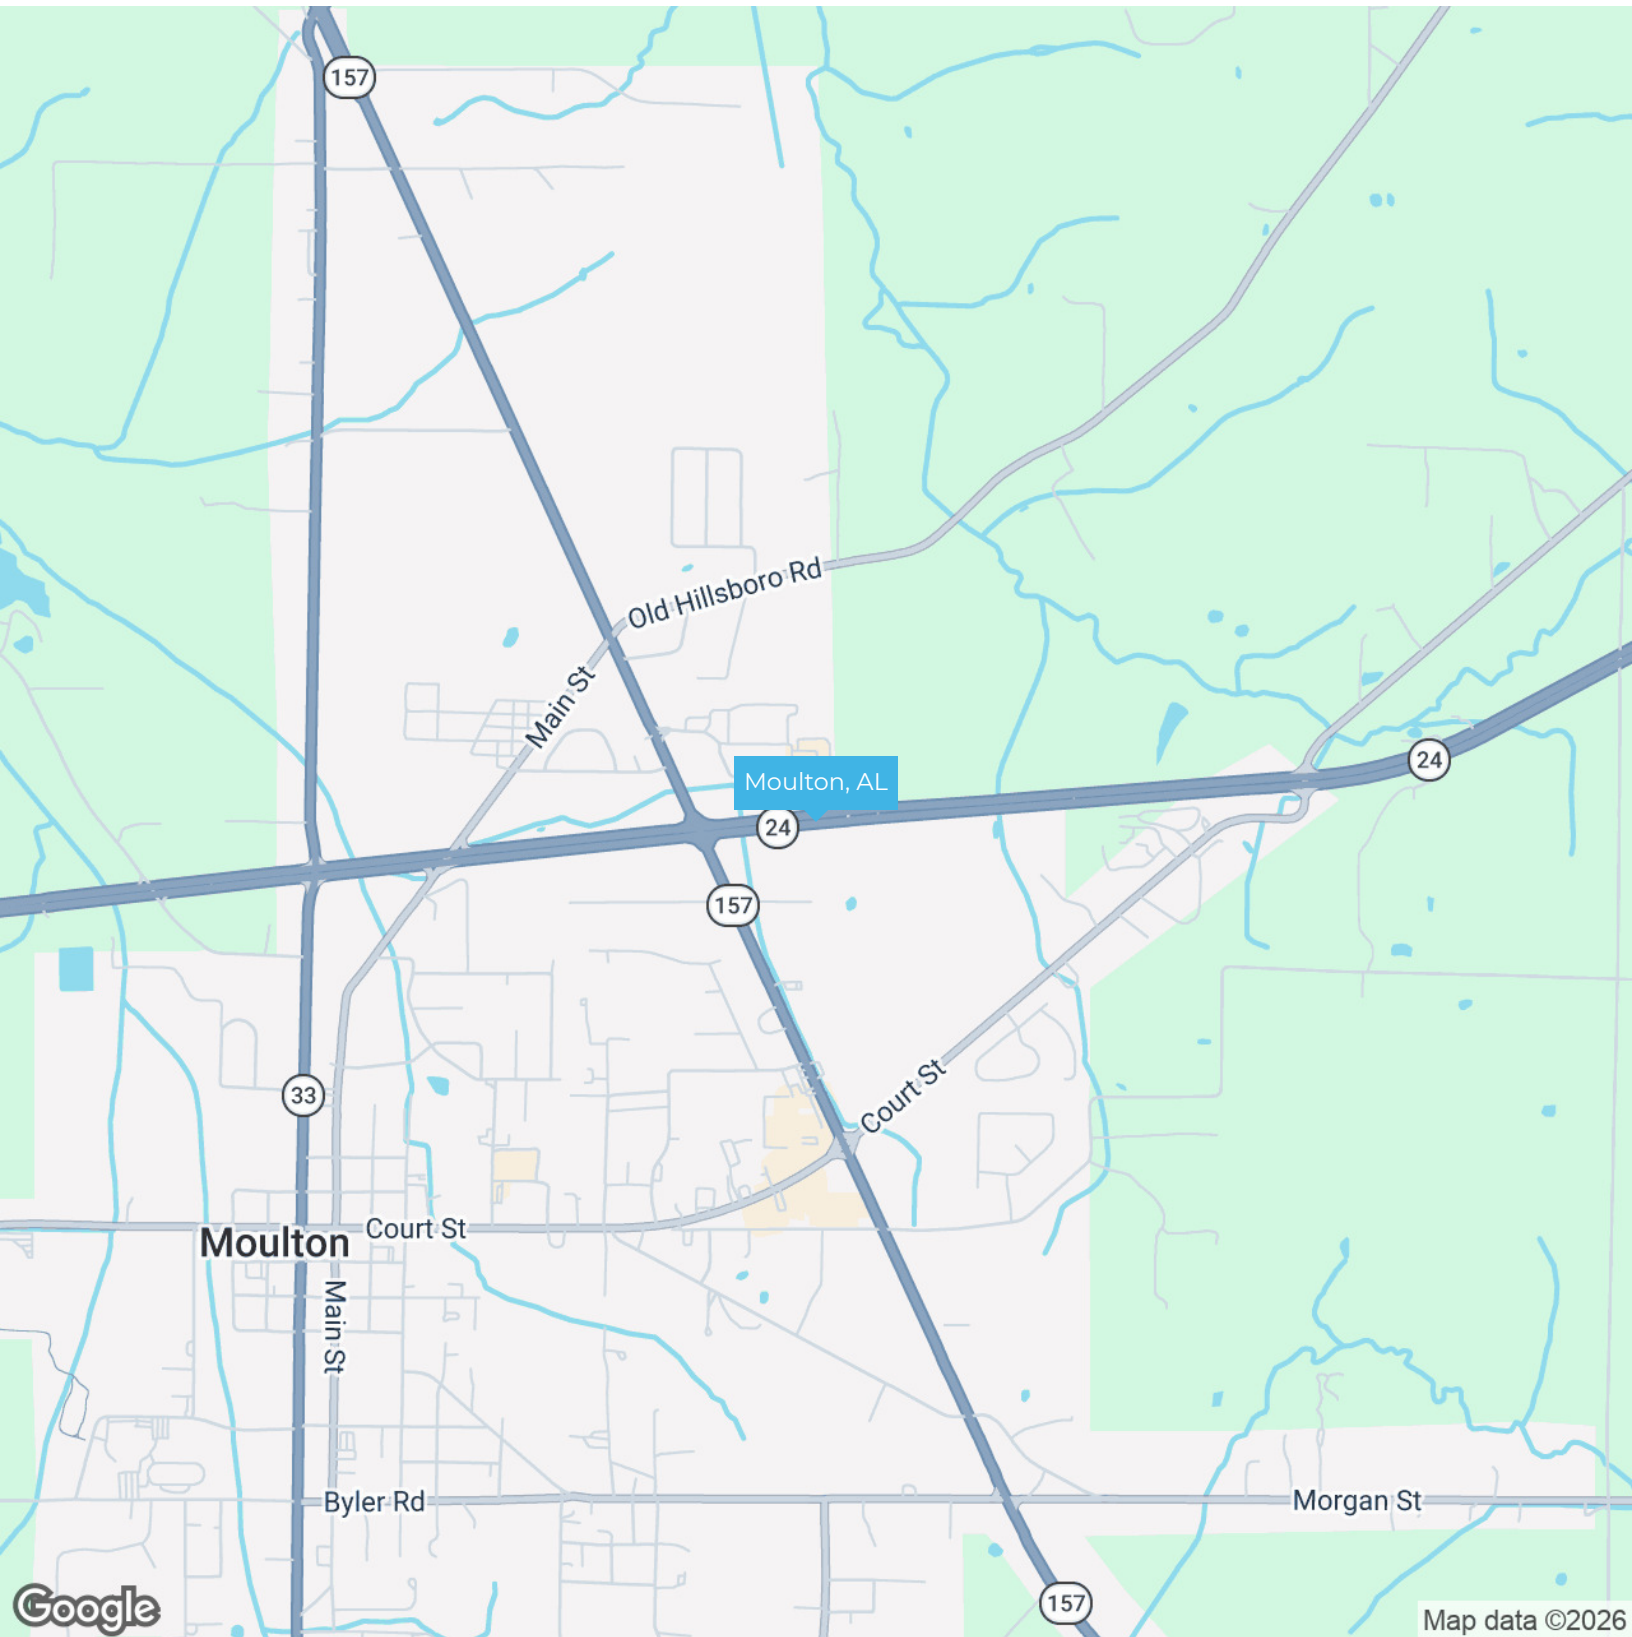 157
Old Hillsboro Rd
Main St
Moulton, AL
24
24
157
33
Court St
Court St
Moulton
Main St
Byler Rd
Morgan St
157
Google
Map data ©2026